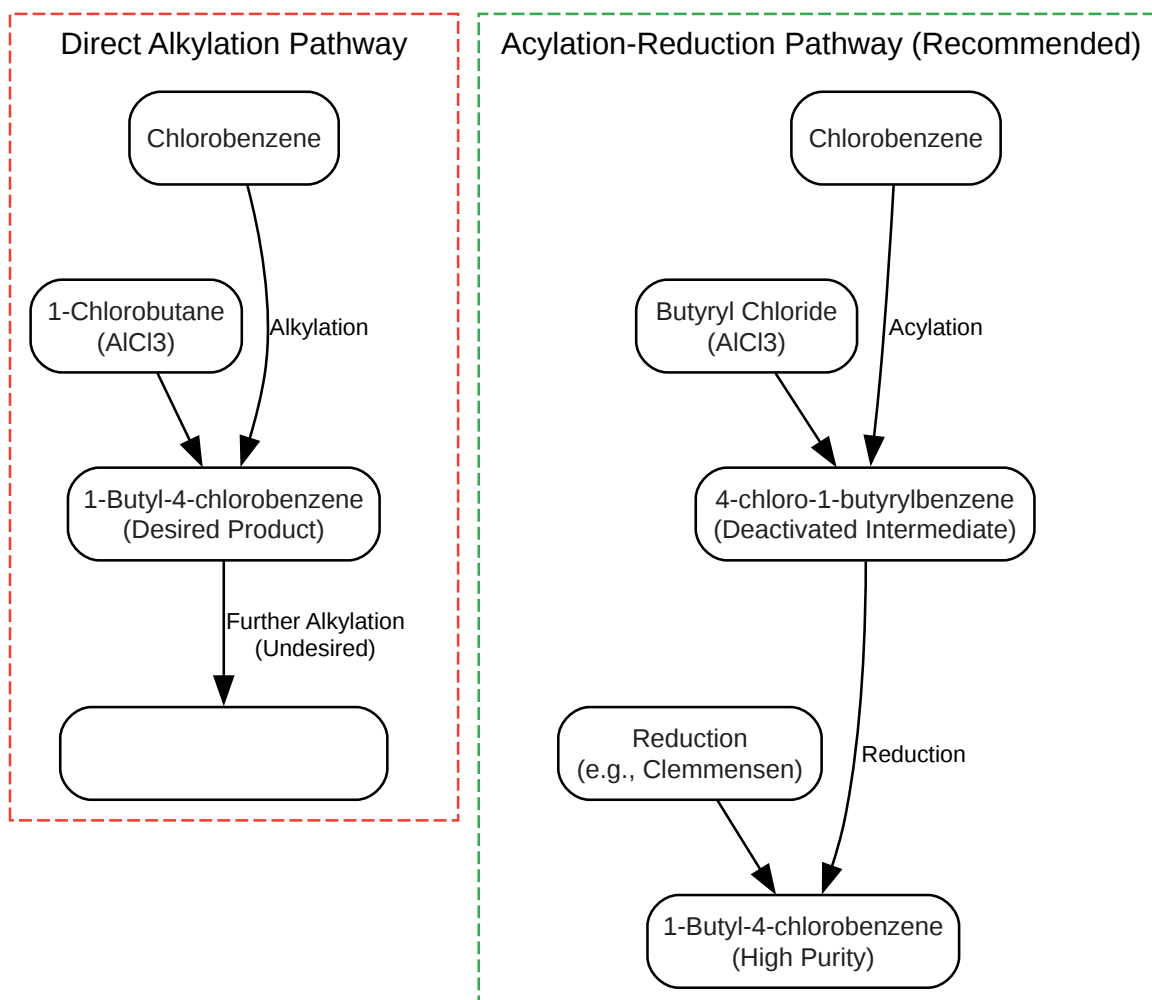 Direct Alkylation Pathway
Chlorobenzene
1-Chlorobutane
(AlCl3)
Alkylation
1-Butyl-4-chlorobenzene
(Desired Product)
Further Alkylation
(Undesired)
Acylation-Reduction Pathway (Recommended)
Chlorobenzene
Butyryl Chloride
(AlCl3)
Acylation
4-chloro-1-butyrylbenzene
(Deactivated Intermediate)
Reduction
(e.g., Clemmensen)
Reduction
1-Butyl-4-chlorobenzene
(High Purity)